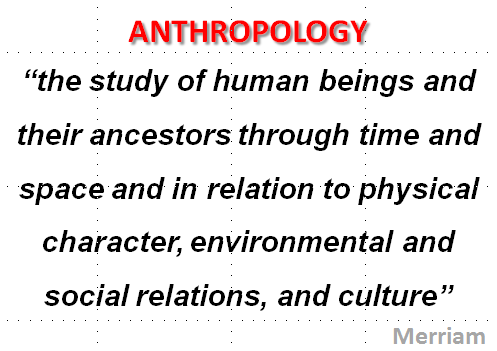 ANTHROPOLOGY
“the study of human beings and
their ancestors through time and
space and in relation to physical
character, environmental and
social relations, and culture”
Merriam